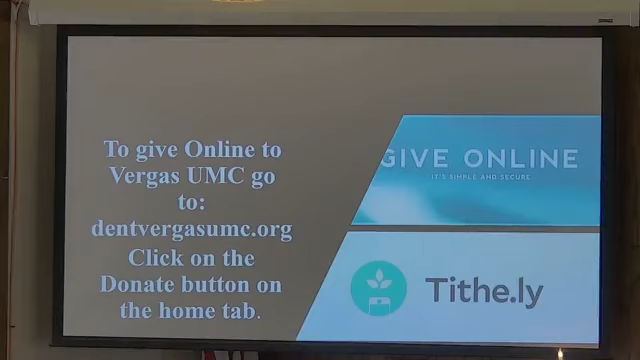 To give Online to
Vergas UMC go
to:
dentvergasumc.org
Click on the
Donate button on
the home tab.
GIVE ONLINE
IT'S SIMPLE AND SECURE.
Tithe.ly